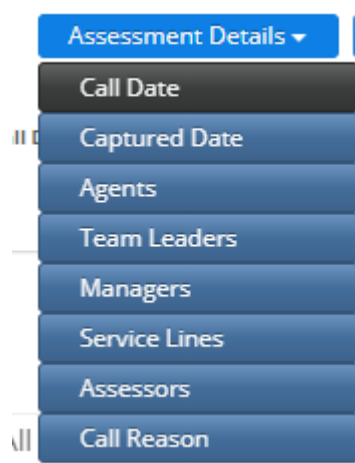 Assessment Details
Call Date
Captured Date
Agents
Team Leaders
Managers
Service Lines
Assessors
Call Reason